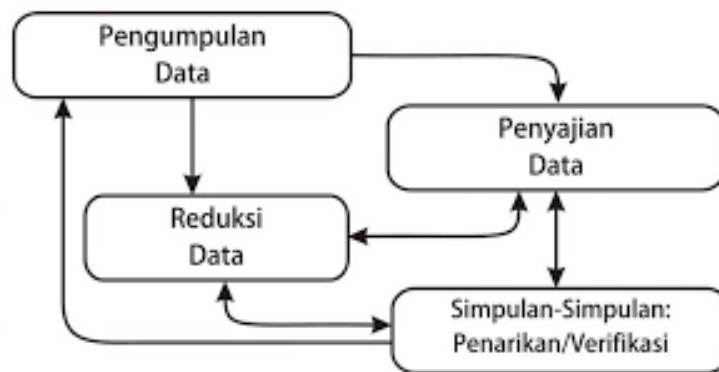 Pengumpulan
Data
Penyajian
Data
Reduksi
Data
Simpulan-Simpulan:
Penarikan/Verifikasi